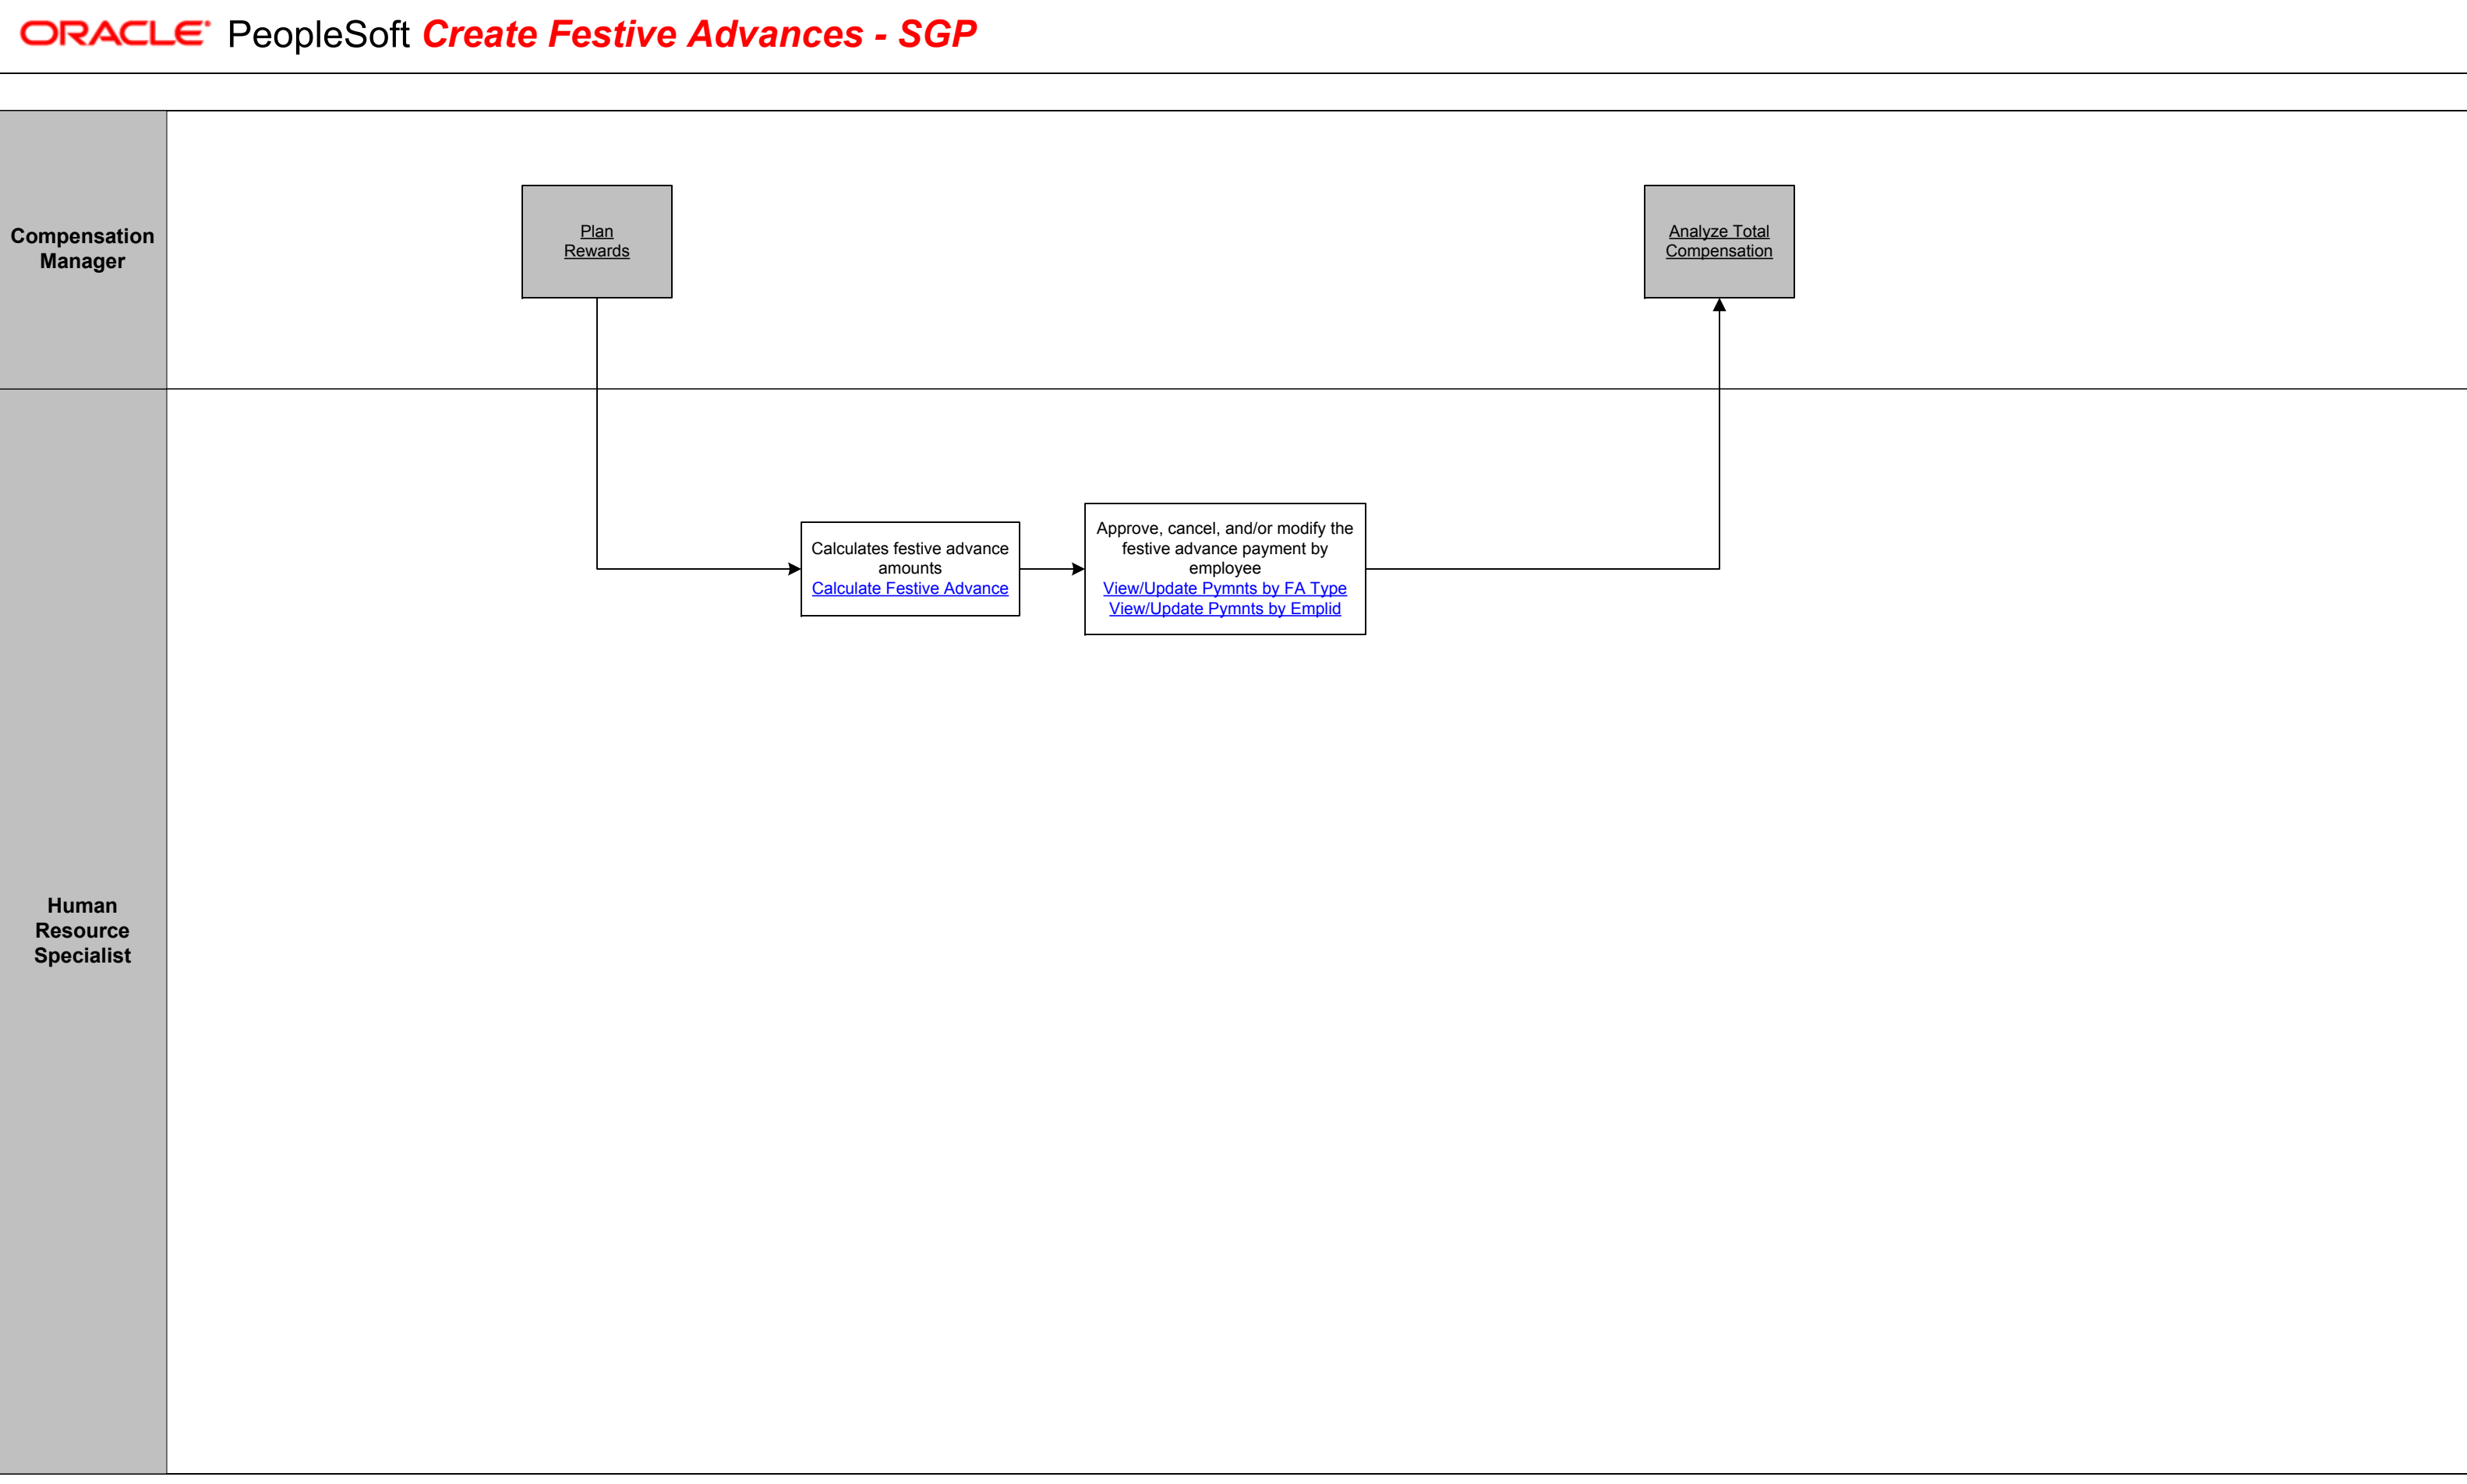 ORACLE® PeopleSoft Create Festive Advances - SGP
Compensation
Manager
Plan
Rewards
Analyze Total
Compensation
Human
Resource
Specialist
Calculates festive advance
amounts
Calculate Festive Advance
Approve, cancel, and/or modify the
festive advance payment by
employee
View/Update Pymnts by FA Type
View/Update Pymnts by Emplid